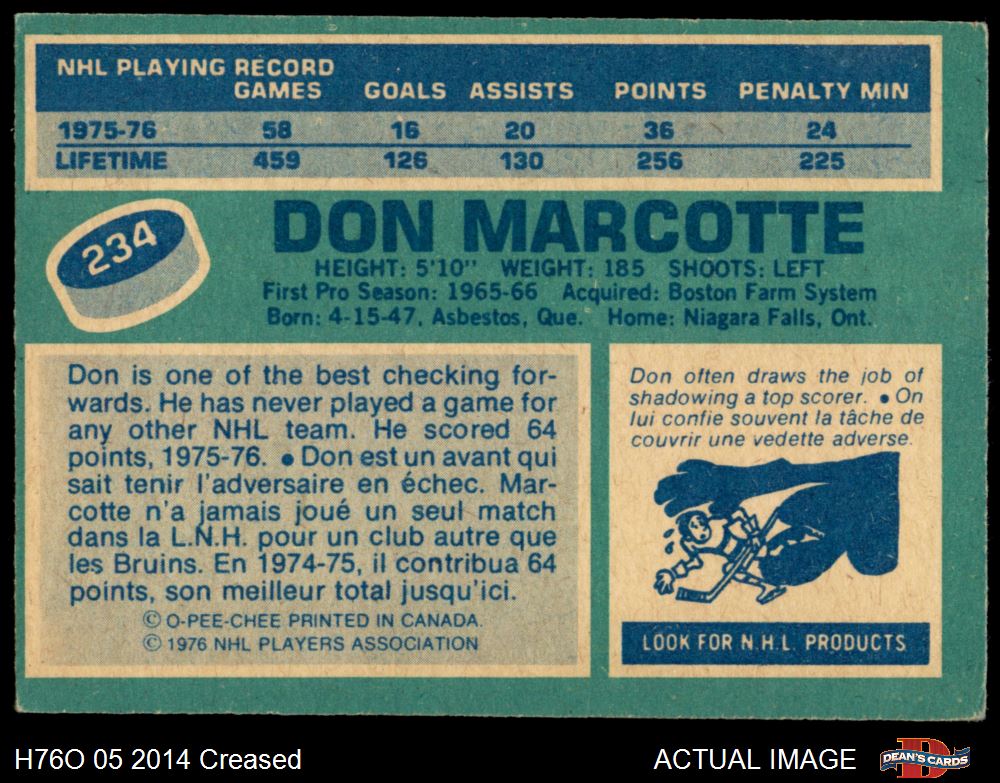 NHL PLAYING RECORD
GAMES GOALS ASSISTS POINTS PENALTY MIN
1975-76 58 16 20 36 24
LIFETIME 459 126 130 256 225
234
DON MARCOTTE
HEIGHT: 5'10" WEIGHT: 185 SHOOTS: LEFT
First Pro Season: 1965-66 Acquired: Boston Farm System
Born: 4-15-47, Asbestos, Que. Home: Niagara Falls, Ont.
Don is one of the best checking for-
wards. He has never played a game for
any other NHL team. He scored 64
points, 1975-76. ● Don est un avant qui
sait tenir l'adversaire en échec. Mar-
cotte n'a jamais joué un seul match
dans la L.N.H. pour un club autre que
les Bruins. En 1974-75, il contribua 64
points, son meilleur total jusqu'ici.
© O-PEE-CHEE PRINTED IN CANADA.
© 1976 NHL PLAYERS ASSOCIATION
Don often draws the job of
shadowing a top scorer. ● On
lui confie souvent la tâche de
couvrir une vedette adverse.
LOOK FOR N.H.L. PRODUCTS
H76O 05 2014 Creased
ACTUAL IMAGE
D
DEAN'S CARDS